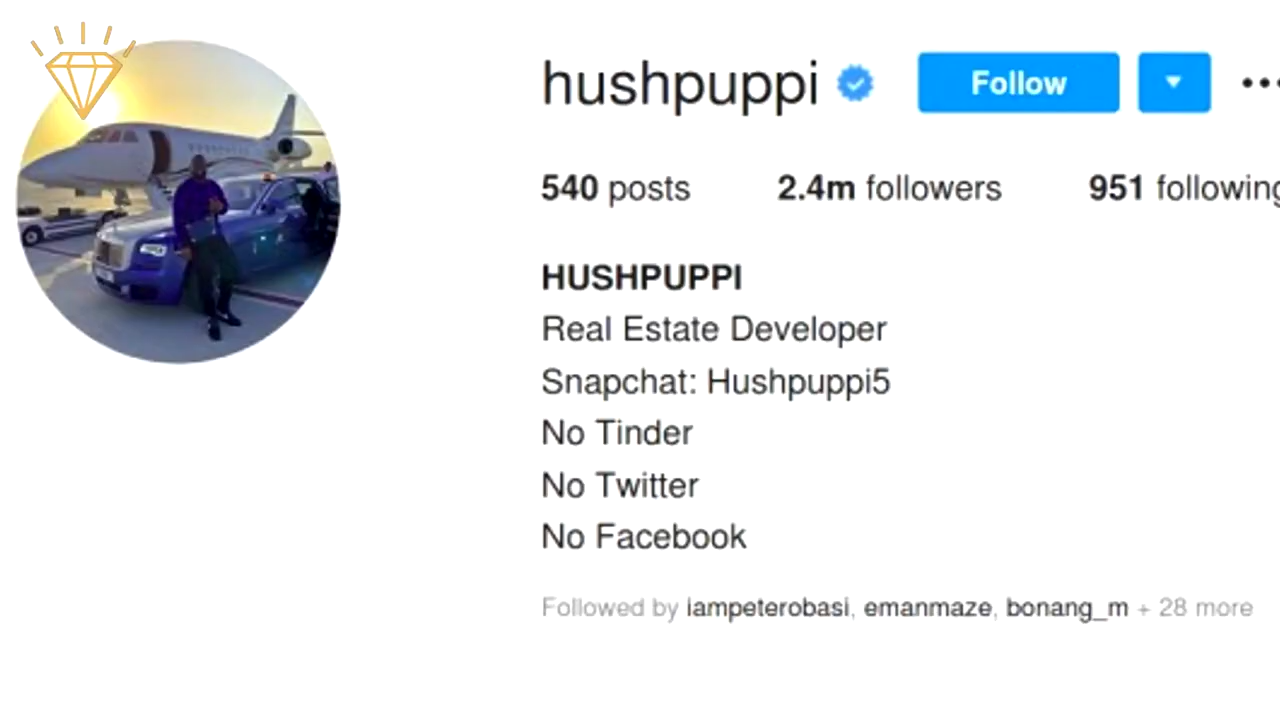 hushpuppi Follow
540 posts 2.4m followers 951 following
HUSHPUPPI
Real Estate Developer
Snapchat: Hushpuppi5
No Tinder
No Twitter
No Facebook
Followed by iampeterobasi, emanmaze, bonang_m + 28 more